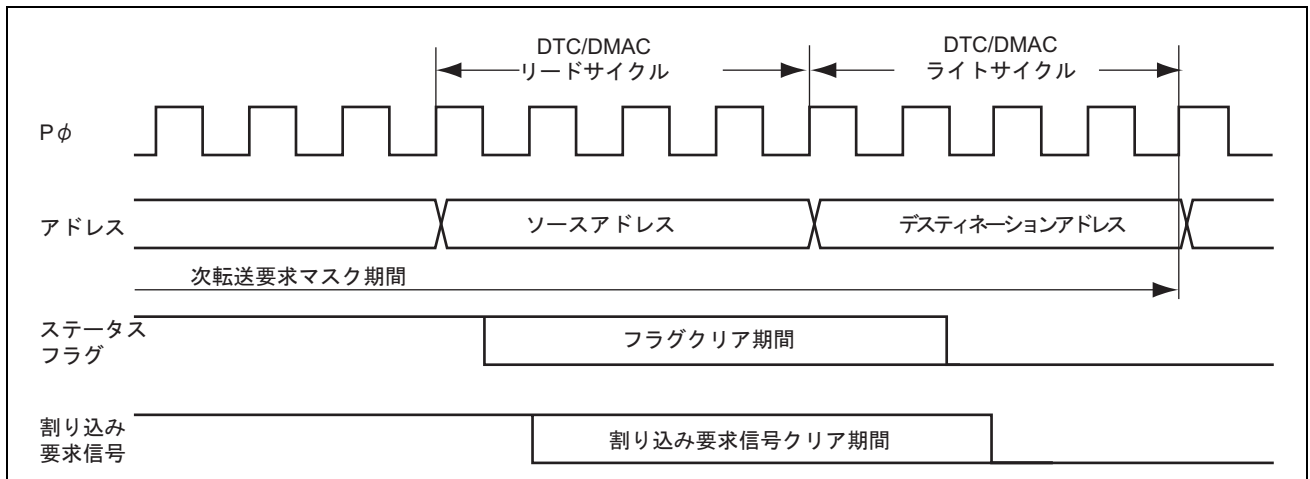 DTC/DMAC
リードサイクル
DTC/DMAC
ライトサイクル
Pφ
アドレス
ソースアドレス
デスティネーションアドレス
次転送要求マスク期間
ステータス
フラグ
フラグクリア期間
割り込み
要求信号
割り込み要求信号クリア期間